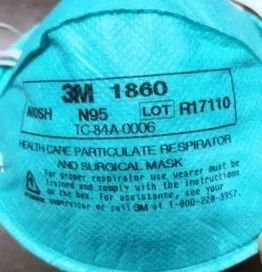 3M 1860
NIOSH N95 LOT R17110
TC-84A-0006
HEALTH CARE PARTICULATE RESPIRATOR
AND SURGICAL MASK
For proper respirator use wearer must be
trained and comply with the instructions
on the box. For assistance, see your
supervisor or call 3M at 1-800-228-3957.